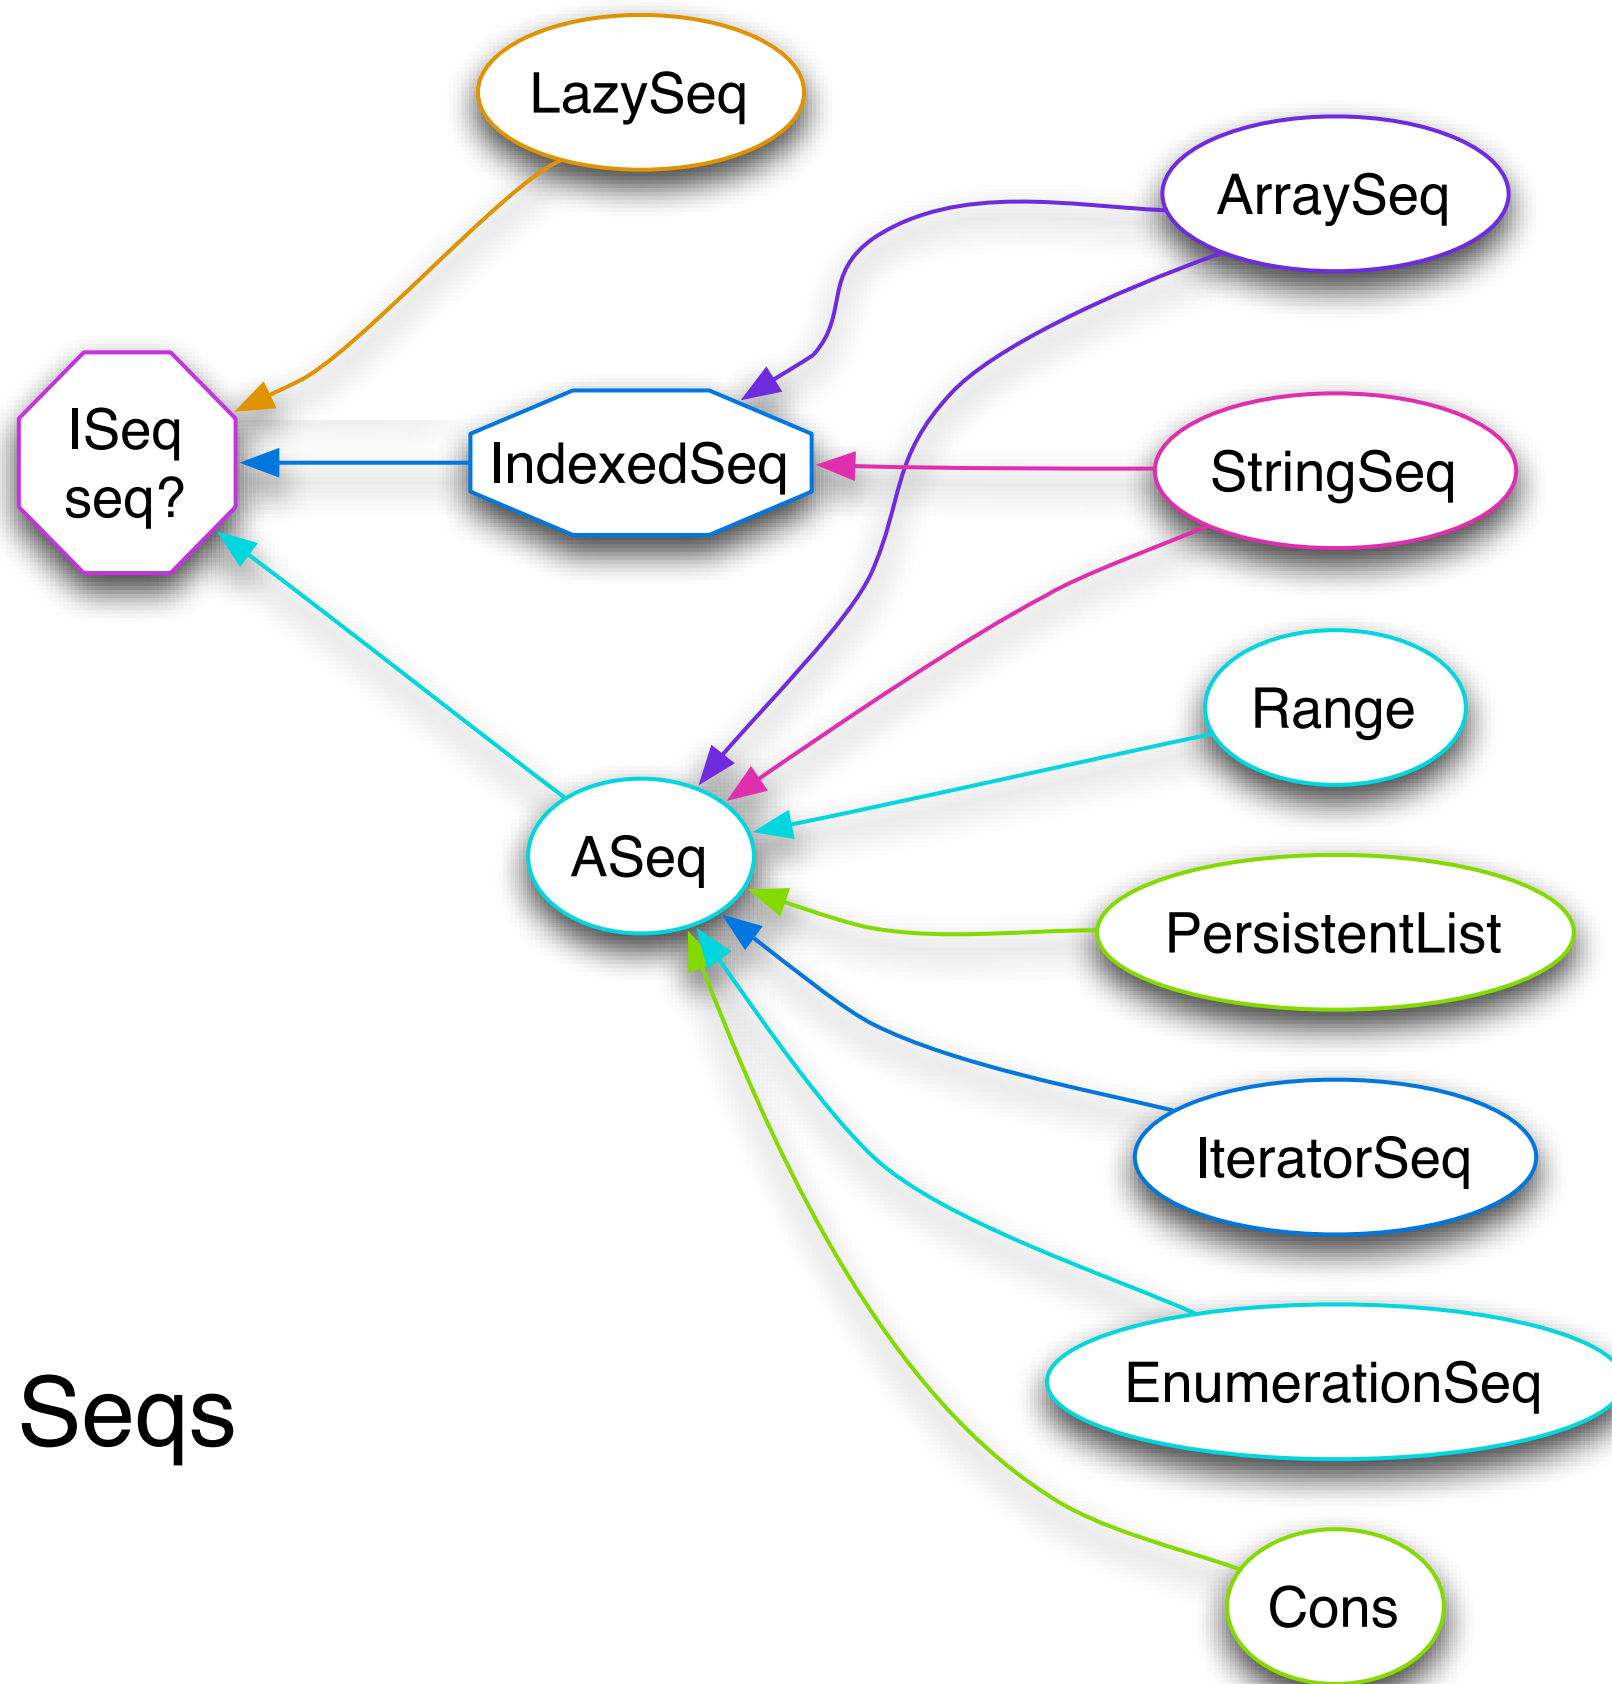 LazySeq
ArraySeq
ISeq
seq?
IndexedSeq
StringSeq
Range
ASeq
PersistentList
IteratorSeq
EnumerationSeq
Seqs
Cons